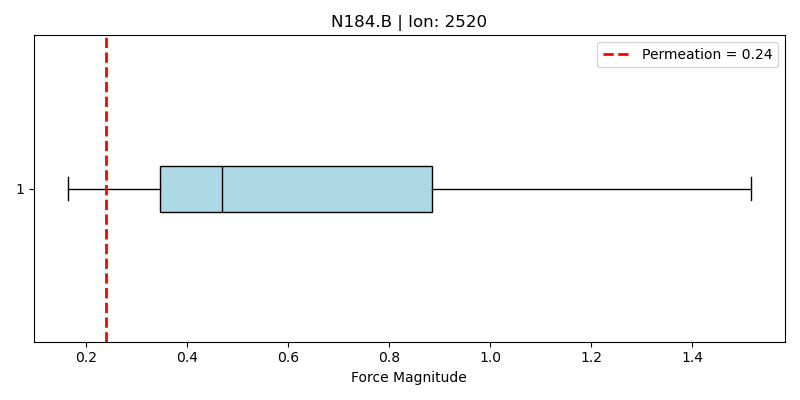 N184.B | Ion: 2520
Permeation = 0.24
1
0.2 0.4 0.6 0.8 1.0 1.2 1.4
Force Magnitude